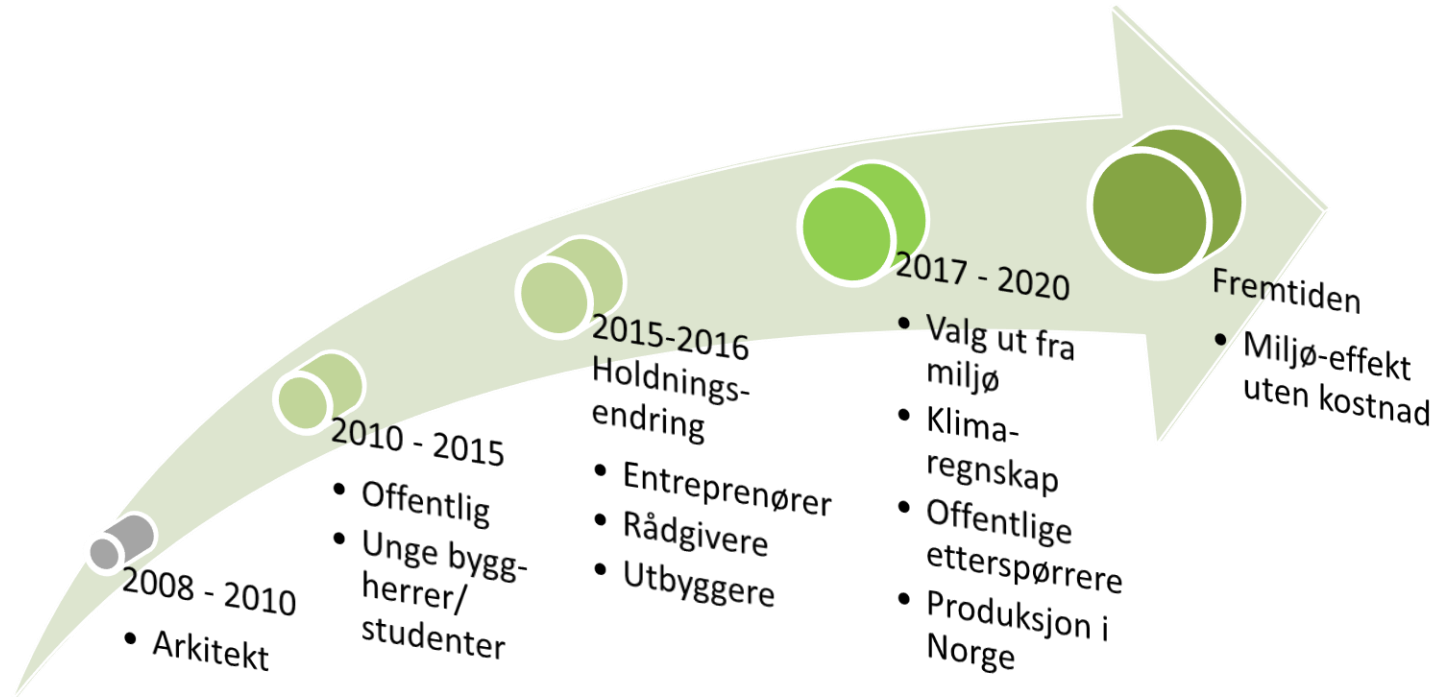 2008 - 2010
• Arkitekt
2010 - 2015
• Offentlig
• Unge bygg-
herrer/
studenter
2015-2016
Holdnings-
endring
• Entreprenører
• Rådgivere
• Utbyggere
2017 - 2020
• Valg ut fra
miljø
• Klima-
regnskap
• Offentlige
etterspørrere
• Produksjon i
Norge
Fremtiden
• Miljø-effekt
uten kostnad